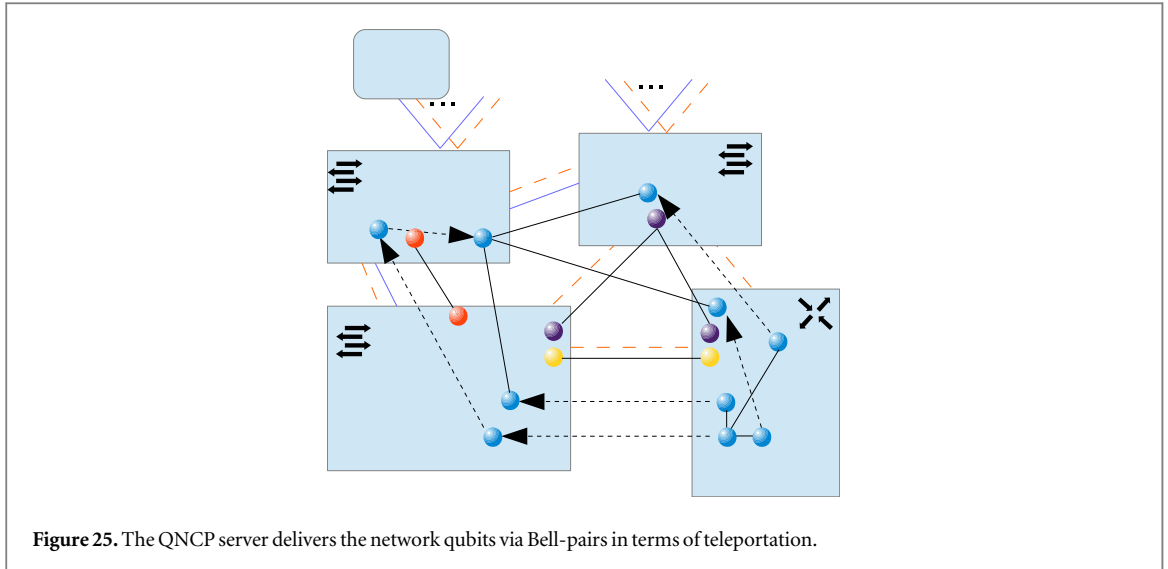 ...
...
Figure 25. The QNCP server delivers the network qubits via Bell-pairs in terms of teleportation.